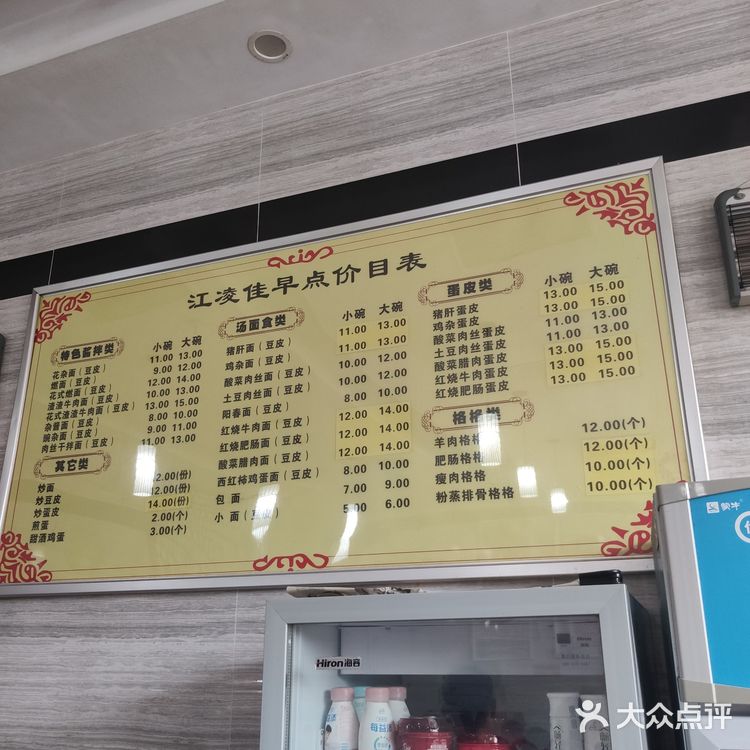 江凌佳早点价目表
特色酱拌类 小碗 大碗
花杂面（豆皮） 11.00 13.00
燃面（豆皮） 9.00 12.00
花式燃面（豆皮） 12.00 14.00
渣渣牛肉面（豆皮） 10.00 13.00
花式渣渣牛肉面（豆皮） 13.00 15.00
杂酱面（豆皮） 8.00 10.00
豌杂面（豆皮） 9.00 11.00
肉丝干拌面（豆皮） 11.00 13.00
其它类
炒面 12.00(份)
炒豆皮 12.00(份)
炒蛋皮 14.00(份)
煎蛋 2.00(个)
甜酒鸡蛋 3.00(个)
汤面食类 小碗 大碗
猪肝面（豆皮） 11.00 13.00
鸡杂面（豆皮） 11.00 13.00
酸菜肉丝面（豆皮） 10.00 12.00
土豆肉丝面（豆皮） 10.00 12.00
阳春面（豆皮） 8.00 10.00
红烧牛肉面（豆皮） 12.00 14.00
红烧肥肠面（豆皮） 12.00 14.00
酸菜腊肉面（豆皮） 12.00 14.00
西红柿鸡蛋面（豆皮） 8.00 10.00
包面 7.00 9.00
小面（豆皮） 5.00 6.00
蛋皮类 小碗 大碗
猪肝蛋皮 13.00 15.00
鸡杂蛋皮 13.00 15.00
酸菜肉丝蛋皮 11.00 13.00
土豆肉丝蛋皮 11.00 13.00
酸菜腊肉蛋皮 13.00 15.00
红烧牛肉蛋皮 13.00 15.00
红烧肥肠蛋皮 13.00 15.00
格格类
羊肉格格 12.00(个)
肥肠格格 12.00(个)
瘦肉格格 10.00(个)
粉蒸排骨格格 10.00(个)
蒙牛
Hiron海容
每益添
大众点评